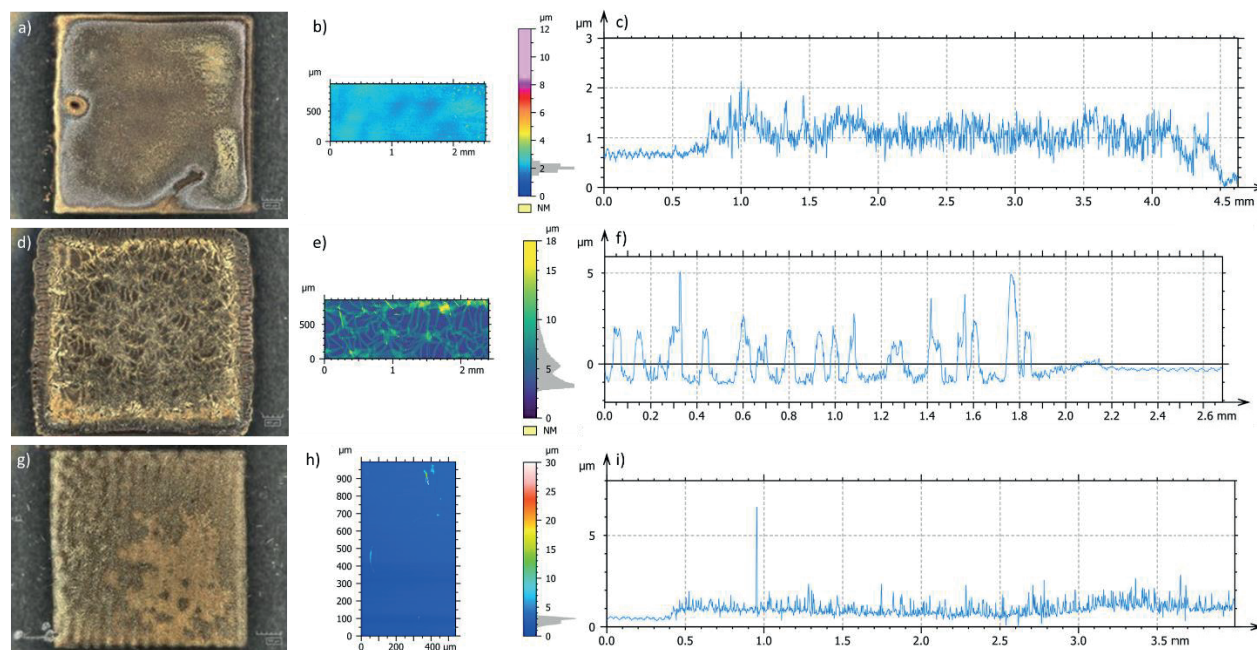 a)
b)
µm
500
0
0 1 2 mm
µm
12
10
8
6
4
2
0
NM
c)
µm
3
2
1
0
0.0 0.5 1.0 1.5 2.0 2.5 3.0 3.5 4.0 4.5 mm
d)
e)
µm
500
0
0 1 2 mm
µm
18
15
10
5
0
NM
f)
µm
5
0
0.0 0.2 0.4 0.6 0.8 1.0 1.2 1.4 1.6 1.8 2.0 2.2 2.4 2.6 mm
g)
h)
µm
900
800
700
600
500
400
300
200
100
0
0 200 400 µm
µm
30
25
20
15
10
5
0
i)
µm
5
0
0.0 0.5 1.0 1.5 2.0 2.5 3.0 3.5 mm